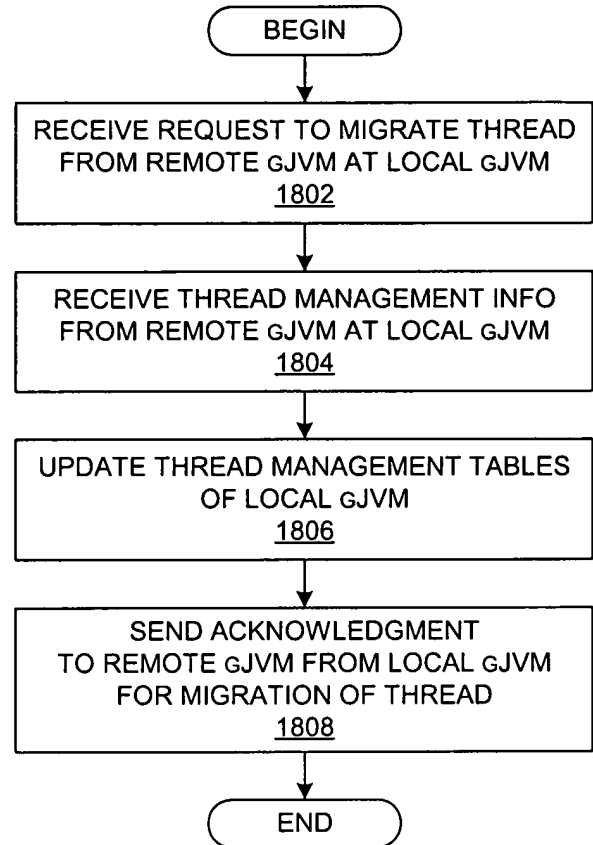 BEGIN
RECEIVE REQUEST TO MIGRATE THREAD
FROM REMOTE GJVM AT LOCAL GJVM
1802
RECEIVE THREAD MANAGEMENT INFO
FROM REMOTE GJVM AT LOCAL GJVM
1804
UPDATE THREAD MANAGEMENT TABLES
OF LOCAL GJVM
1806
SEND ACKNOWLEDGMENT
TO REMOTE GJVM FROM LOCAL GJVM
FOR MIGRATION OF THREAD
1808
END